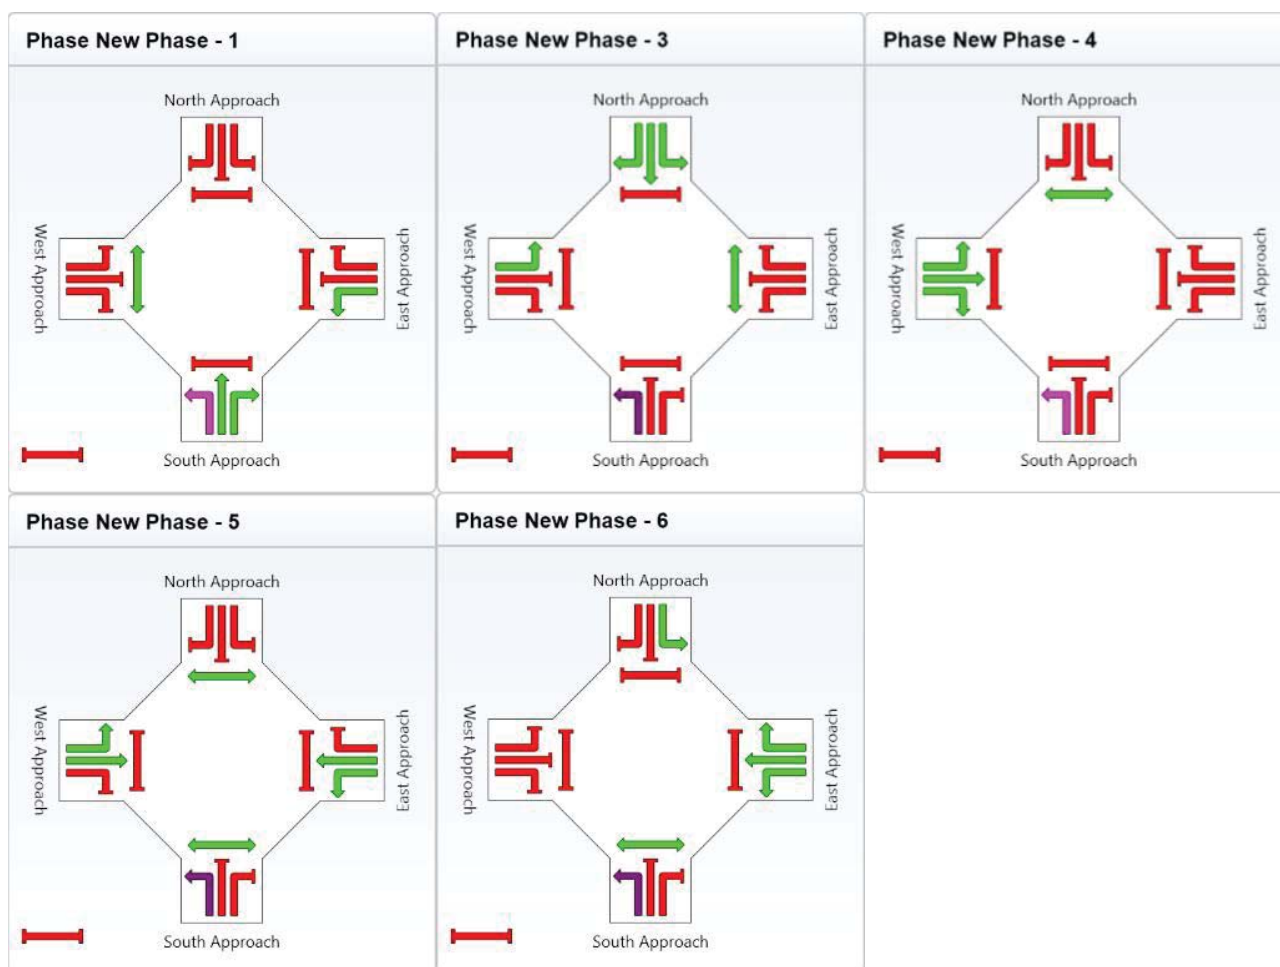 Phase New Phase - 1
North Approach
West Approach
East Approach
South Approach
Phase New Phase - 3
North Approach
West Approach
East Approach
South Approach
Phase New Phase - 4
North Approach
West Approach
East Approach
South Approach
Phase New Phase - 5
North Approach
West Approach
East Approach
South Approach
Phase New Phase - 6
North Approach
West Approach
East Approach
South Approach